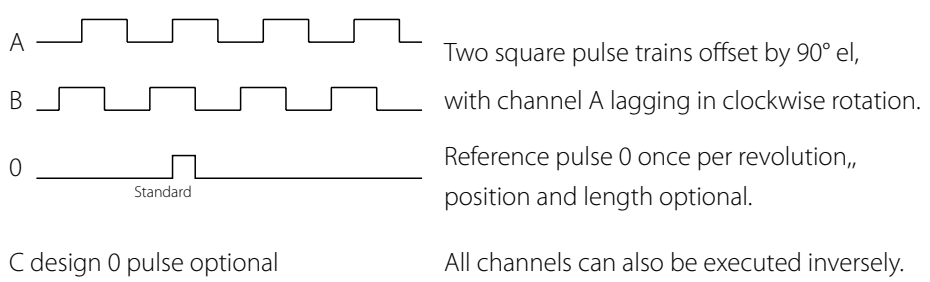 A
Two square pulse trains offset by 90° el,
B
with channel A lagging in clockwise rotation.
0
Reference pulse 0 once per revolution,,
Standard
position and length optional.
C design 0 pulse optional
All channels can also be executed inversely.